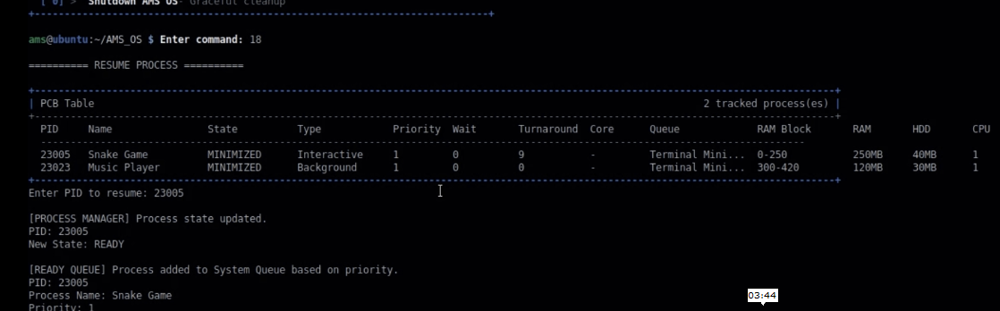 [ 0] > Shutdown AMS OS- Graceful cleanup
ams@ubuntu:~/AMS_OS $ Enter command: 18
========== RESUME PROCESS ==========
PCB Table 2 tracked process(es)
PID Name State Type Priority Wait Turnaround Core Queue RAM Block RAM HDD CPU
23005 Snake Game MINIMIZED Interactive 1 0 9 - Terminal Mini... 0-250 250MB 40MB 1
23023 Music Player MINIMIZED Background 1 0 0 - Terminal Mini... 300-420 120MB 30MB 1
Enter PID to resume: 23005
[PROCESS MANAGER] Process state updated.
PID: 23005
New State: READY
[READY QUEUE] Process added to System Queue based on priority.
PID: 23005
Process Name: Snake Game
Priority: 1
03:44